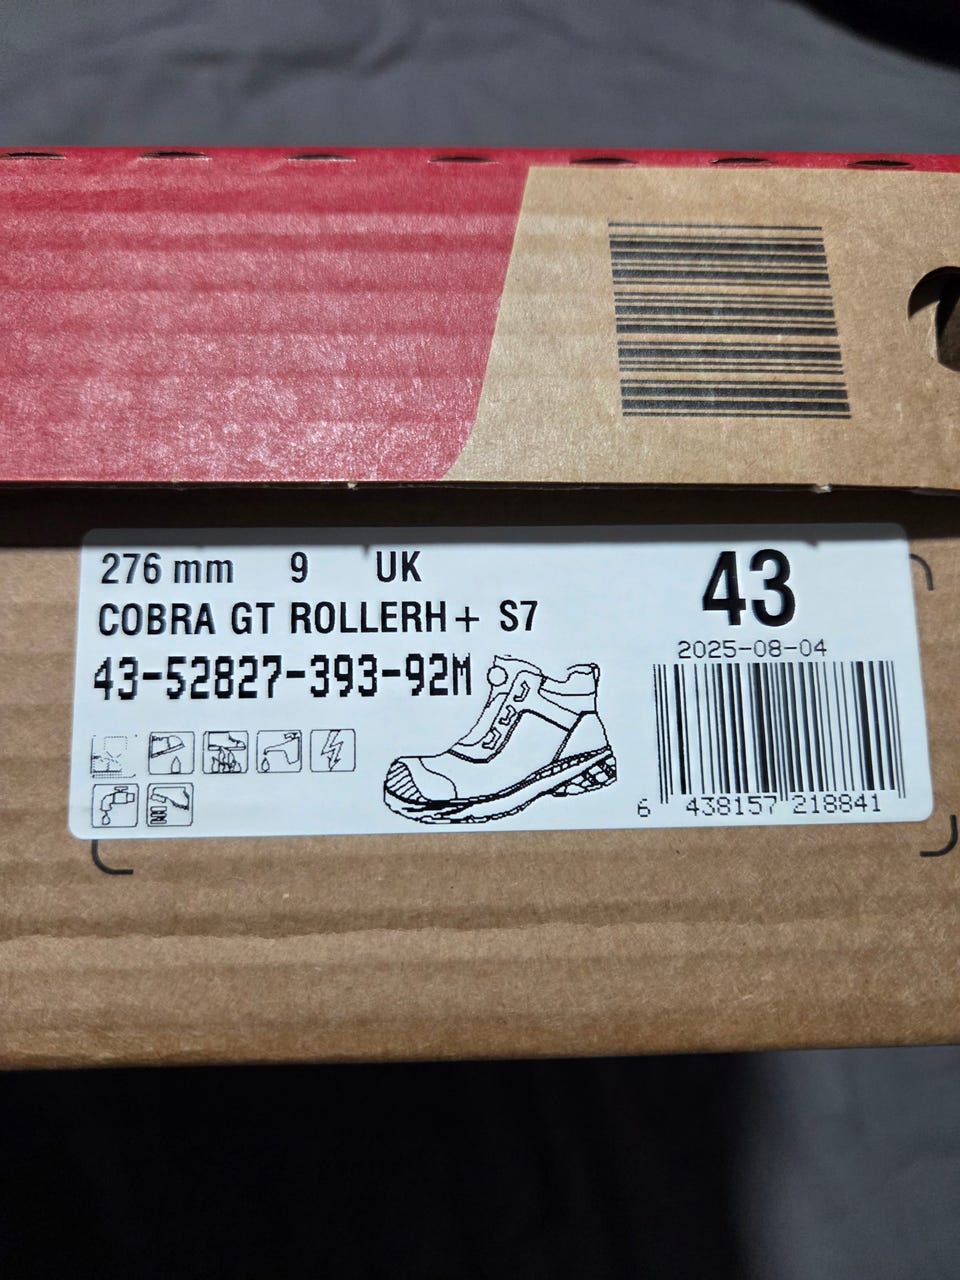 276 mm 9 UK
43
COBRA GT ROLLERH+ S7
2025-08-04
43-52827-393-92M
6 438157 218841